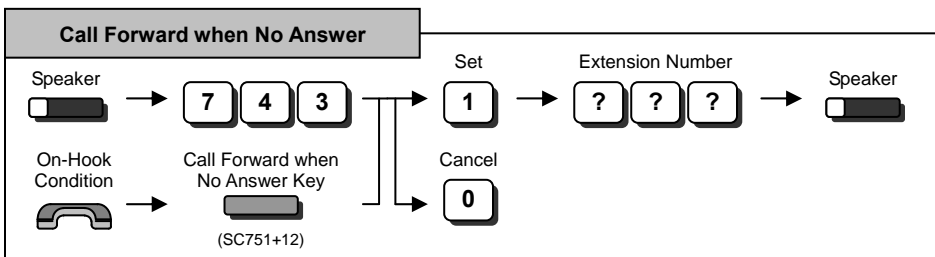 Call Forward when No Answer
Set
Extension Number
Speaker
Speaker
7 4 3
1
? ? ?
On-Hook
Condition
Call Forward when
No Answer Key
Cancel
0
(SC751+12)